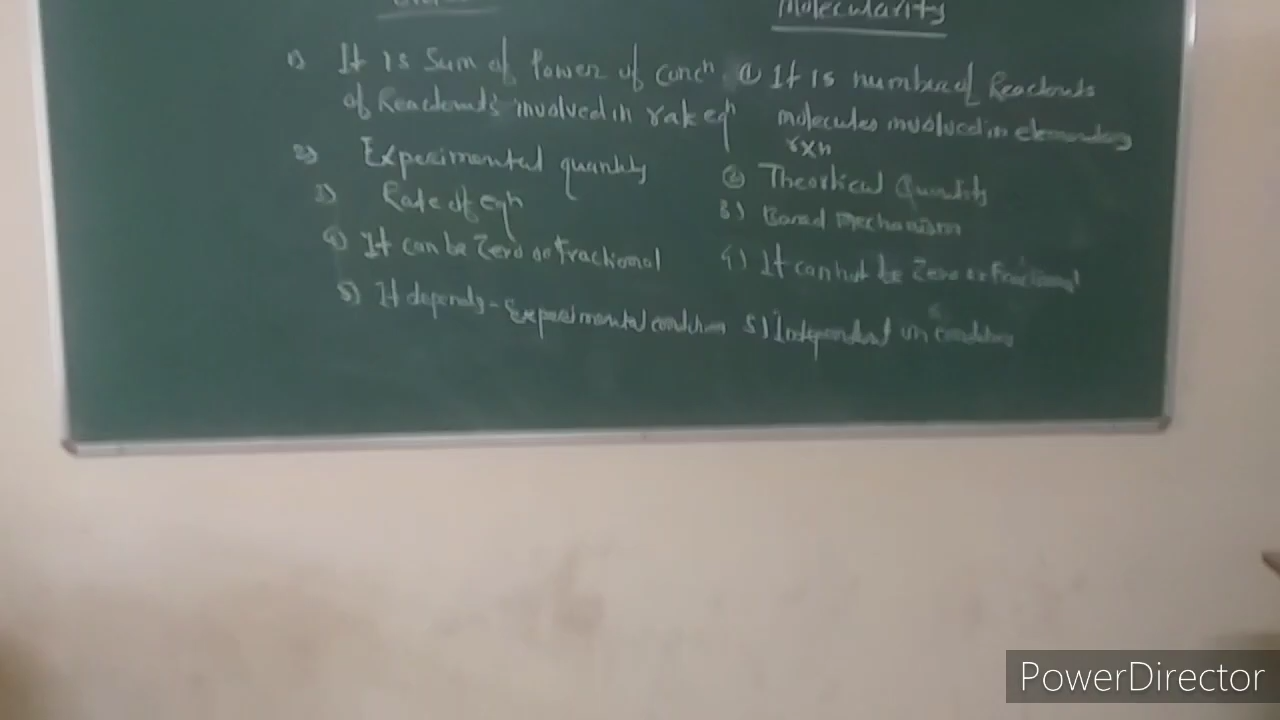 Molecularity
1) It is Sum of Power of concⁿ
of Reactants involved in rate eqⁿ
2) Experimental quantity
3) Rate of eqn
4) It can be Zero or Fractional
5) It depends - Experimental condition
① It is number of Reactants
molecules involved in elementary
rxn
② Theoritical Quantity
3) Based Mechanism
4) It can not be Zero or Fractional
5) Independent on conditions
PowerDirector